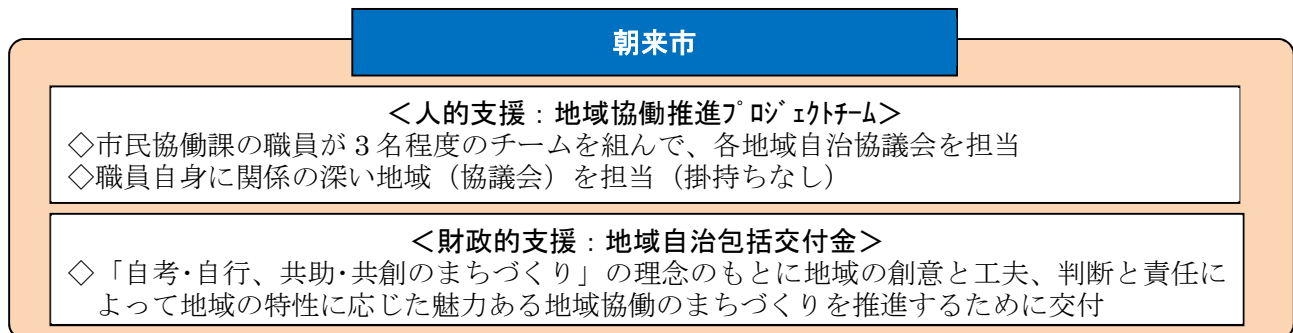 朝来市
＜人的支援：地域協働推進ﾌﾟﾛｼﾞｪｸﾄﾁｰﾑ＞
◇市民協働課の職員が３名程度のチームを組んで、各地域自治協議会を担当
◇職員自身に関係の深い地域（協議会）を担当（掛持ちなし）
＜財政的支援：地域自治包括交付金＞
◇「自考･自行、共助･共創のまちづくり」の理念のもとに地域の創意と工夫、判断と責任に
よって地域の特性に応じた魅力ある地域協働のまちづくりを推進するために交付